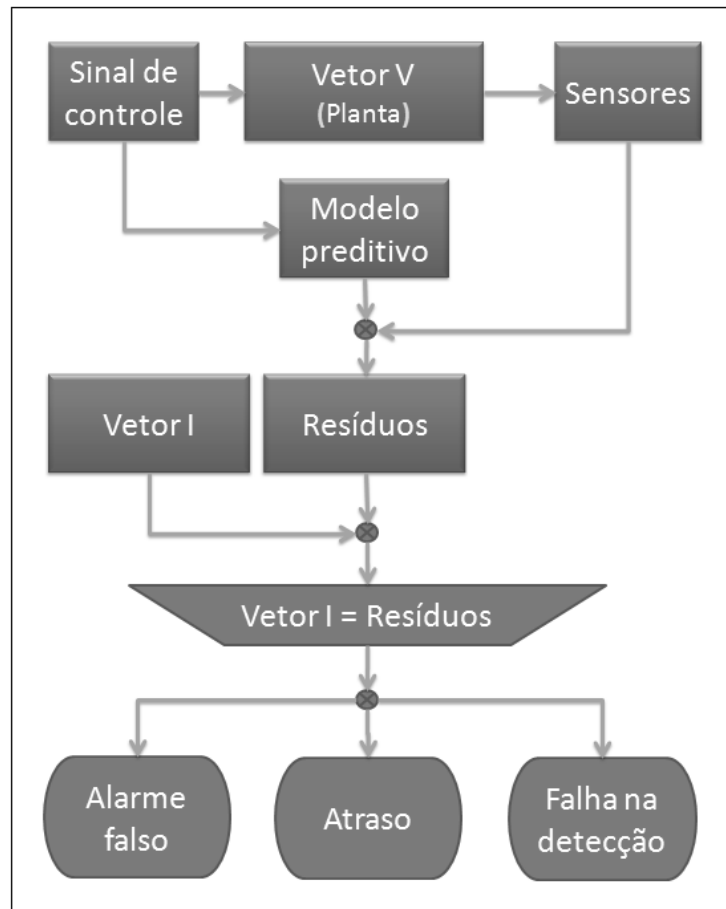 Sinal de
controle
Vetor V
(Planta)
Sensores
Modelo
preditivo
Vetor I
Resíduos
Vetor I = Resíduos
Alarme
falso
Atraso
Falha na
detecção